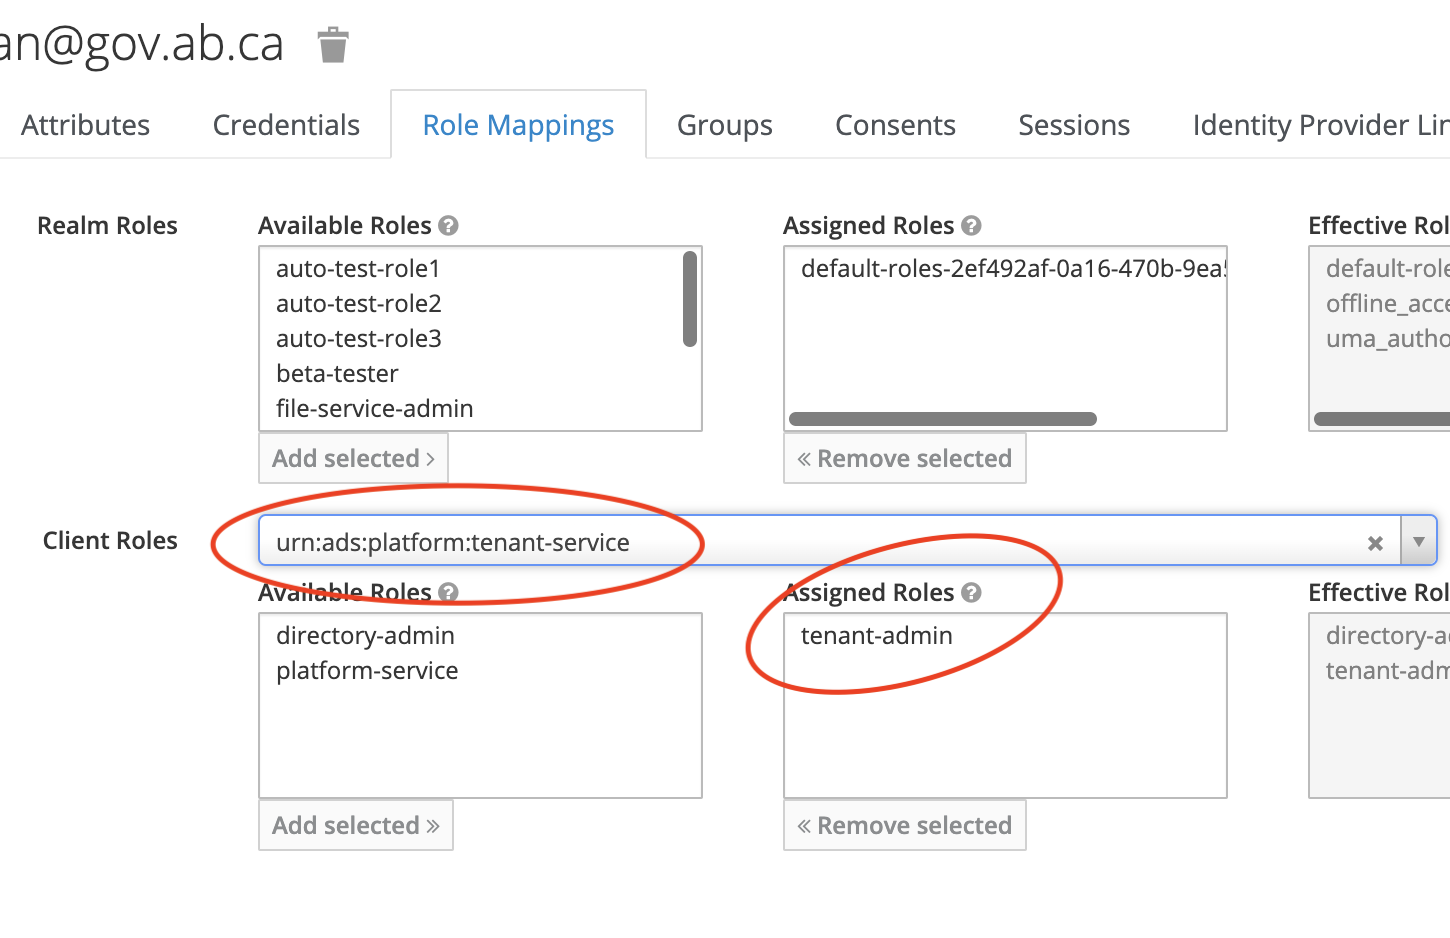 an@gov.ab.ca
Attributes Credentials Role Mappings Groups Consents Sessions Identity Provider Lin
Realm Roles
Available Roles
auto-test-role1
auto-test-role2
auto-test-role3
beta-tester
file-service-admin
Add selected >
Assigned Roles
default-roles-2ef492af-0a16-470b-9ea5
« Remove selected
Effective Rol
default-role
offline_acce
uma_autho
Client Roles
urn:ads:platform:tenant-service
Available Roles
directory-admin
platform-service
Add selected »
Assigned Roles
tenant-admin
« Remove selected
Effective Rol
directory-ad
tenant-adm